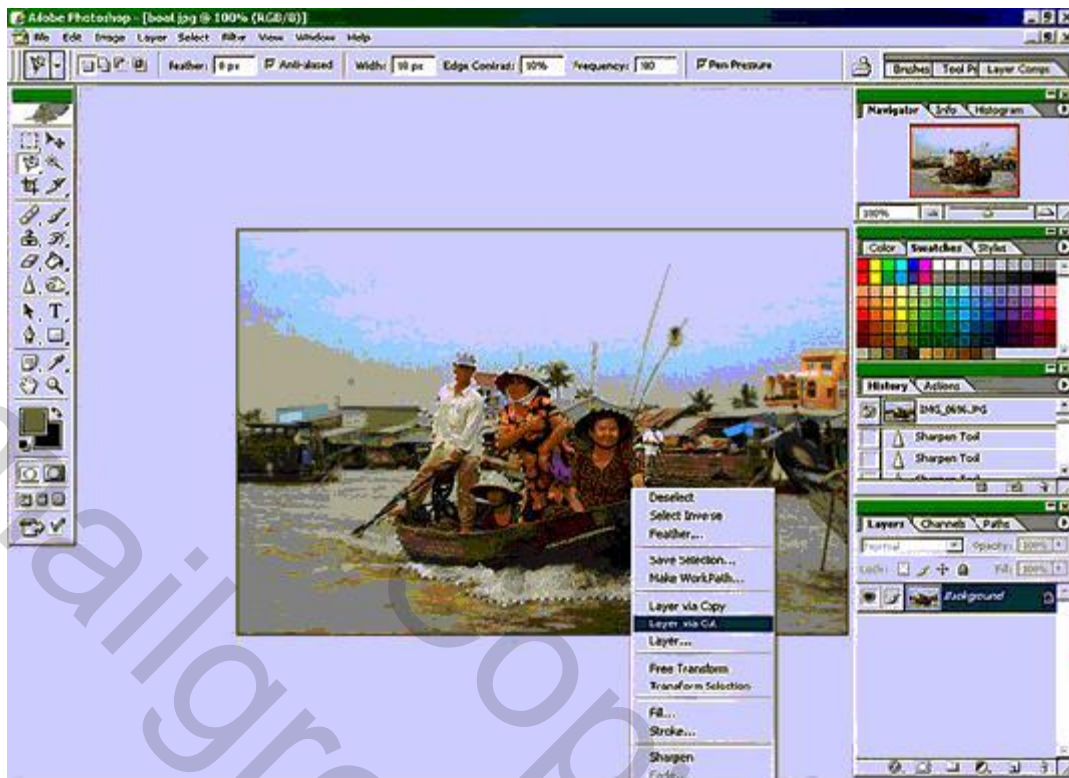 Adobe Photoshop - [boat.jpg @ 100% (RGB/8)]
File Edit Image Layer Select Filter View Window Help
Feather: 0 px Anti-aliased Width: 10 px Edge Contrast: 10% Frequency: 100 Pen Pressure
Brushes Tool Pr Layer Comps
Navigator Info Histogram
100%
Color Swatches Styles
History Actions
IMG_0696.JPG
Sharpen Tool
Sharpen Tool
Layers Channels Paths
Normal Opacity: 100%
Lock: Fill: 100%
Background
Deselect
Select Inverse
Feather...
Save Selection...
Make Work Path...
Layer via Copy
Layer via Cut
Layer...
Free Transform
Transform Selection
Fill...
Stroke...
Sharpen
Fade...